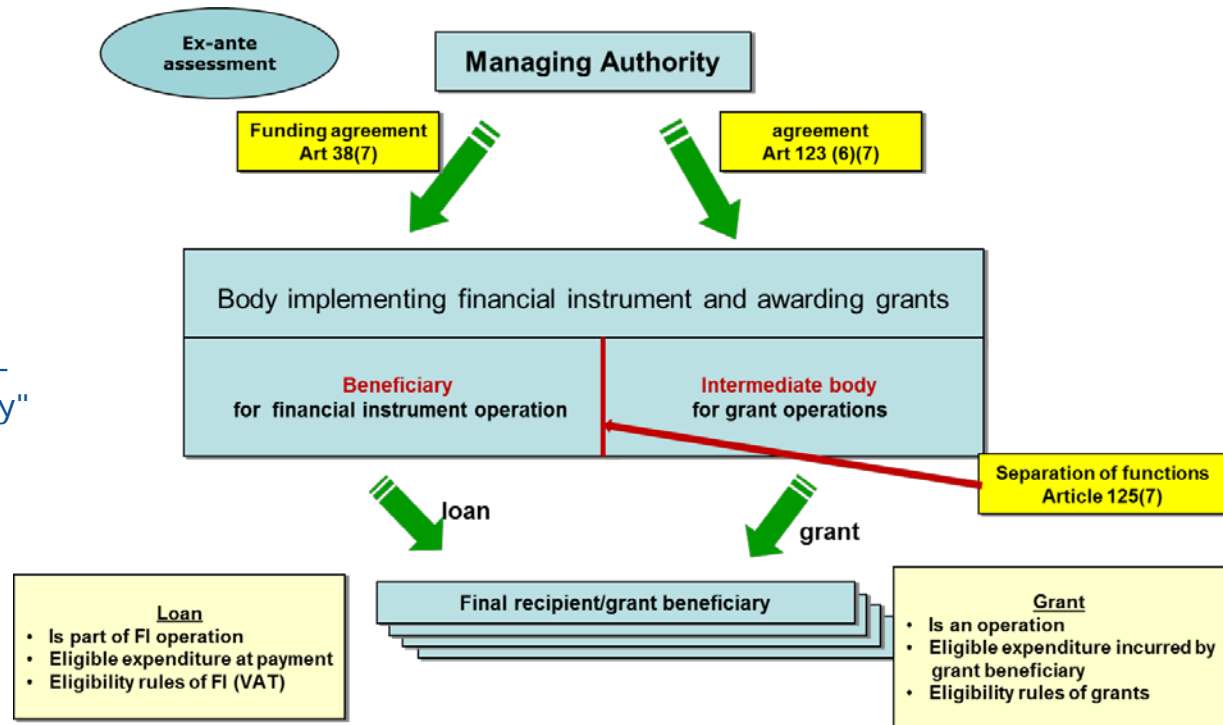 Ex-ante
assessment
Managing Authority
Funding agreement
Art 38(7)
agreement
Art 123 (6)(7)
Body implementing financial instrument and awarding grants
y"
Beneficiary
for financial instrument operation
Intermediate body
for grant operations
Separation of functions
Article 125(7)
loan
grant
Final recipient/grant beneficiary
Loan
• Is part of FI operation
• Eligible expenditure at payment
• Eligibility rules of FI (VAT)
Grant
• Is an operation
• Eligible expenditure incurred by
grant beneficiary
• Eligibility rules of grants